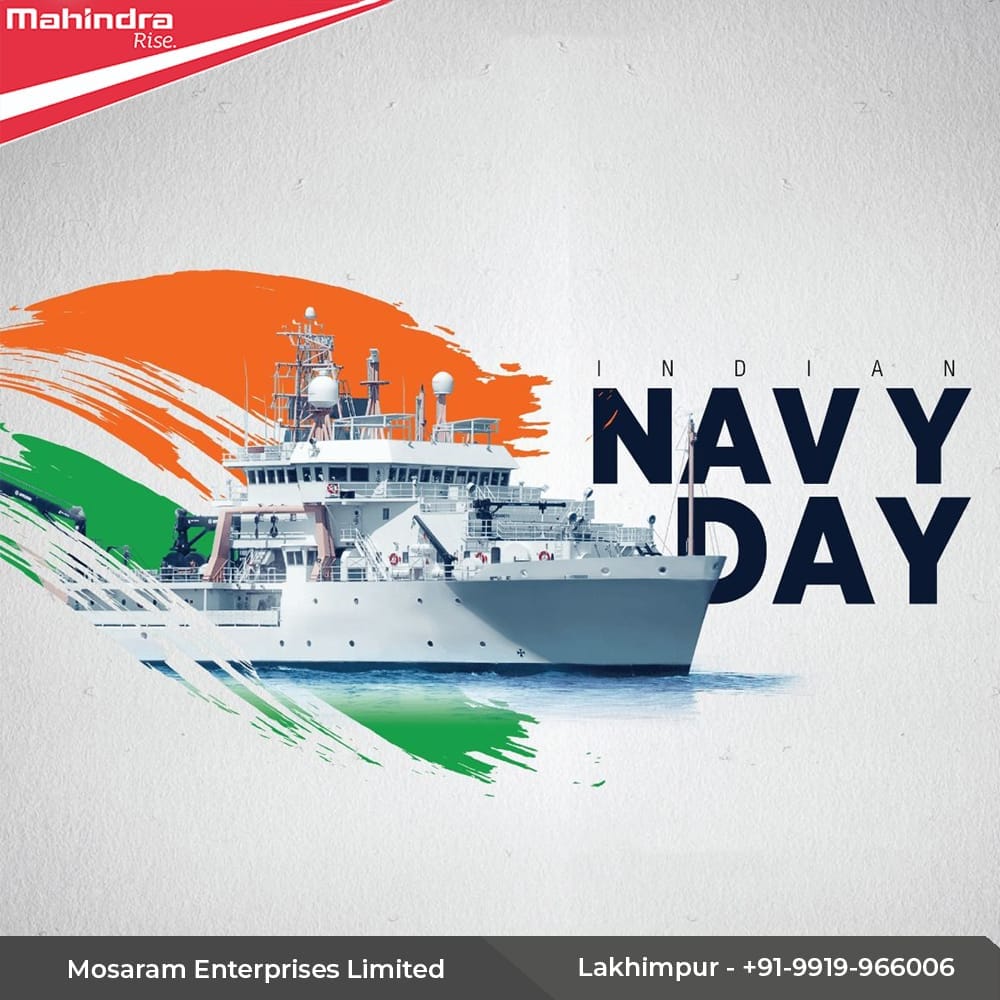 Mahindra
Rise.
INDIAN
NAVY
DAY
Mosaram Enterprises Limited
Lakhimpur - +91-9919-966006